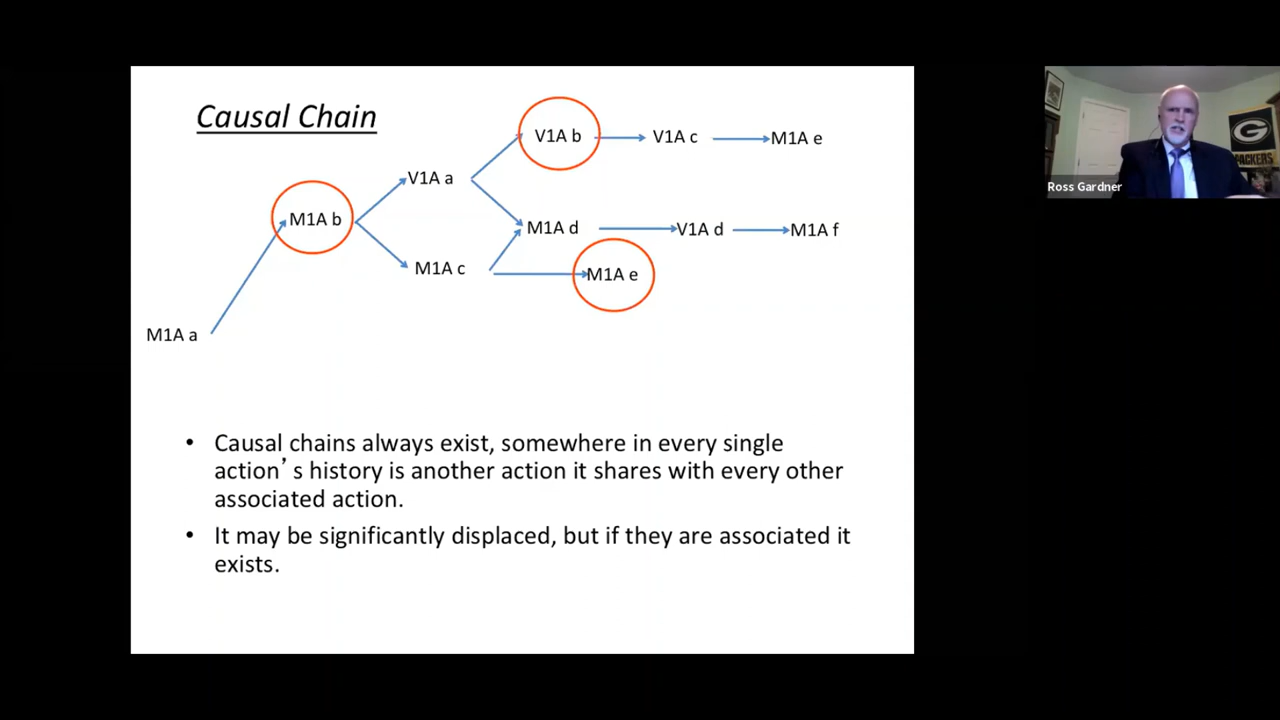 Causal Chain
V1A b
V1A c
M1A e
V1A a
M1A b
M1A d
V1A d
M1A f
M1A c
M1A e
M1A a
• Causal chains always exist, somewhere in every single
action’s history is another action it shares with every other
associated action.
• It may be significantly displaced, but if they are associated it
exists.
G
PACKERS
Ross Gardner